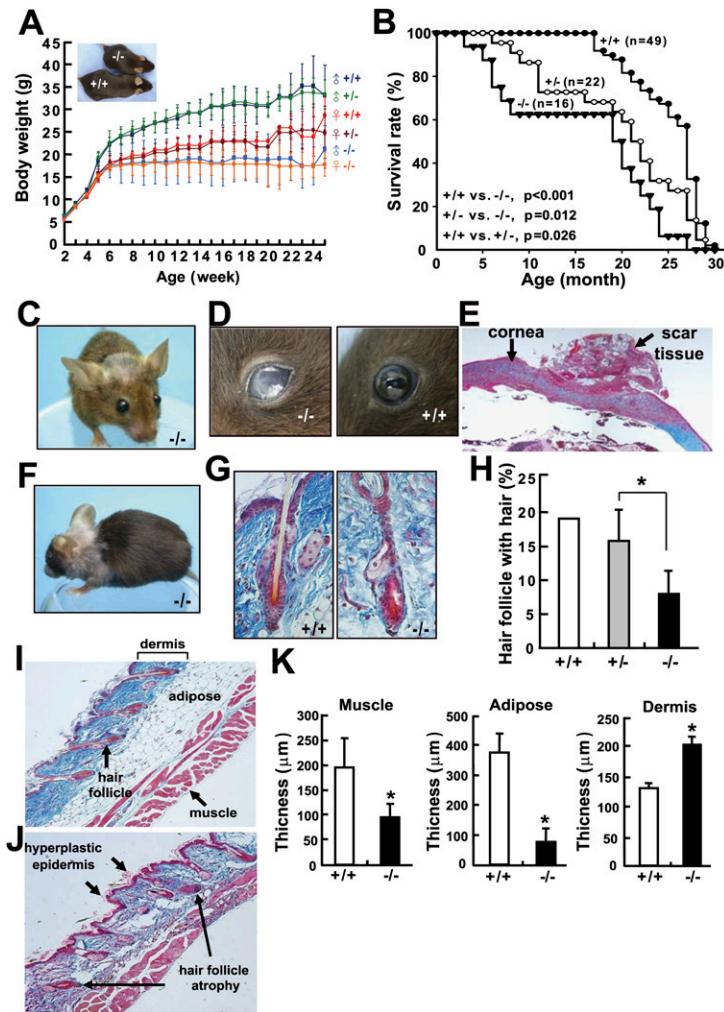 A
-/-
+/+
Body weight (g)
45
40
35
30
25
20
15
10
5
0
2 4 6 8 10 12 14 16 18 20 22 24
Age (week)
♂+/+
♂+/-
♀+/+
♀+/-
♂-/-
♀-/-
B
Survival rate (%)
100
80
60
40
20
0
0 5 10 15 20 25 30
Age (month)
+/+ (n=49)
+/- (n=22)
-/- (n=16)
+/+ vs. -/-, p<0.001
+/- vs. -/-, p=0.012
+/+ vs. +/-, p=0.026
C
-/-
D
-/-
+/+
E
cornea
scar
tissue
F
-/-
G
+/+
-/-
H
Hair follicle with hair (%)
25
20
15
10
5
0
*
+/+ +/- -/-
I
dermis
adipose
hair
follicle
muscle
J
hyperplastic
epidermis
hair follicle
atrophy
K
Muscle
Thicness (µm)
300
250
200
150
100
50
0
*
+/+ -/-
Adipose
Thicness (µm)
400
300
200
100
0
*
+/+ -/-
Dermis
Thicness (µm)
250
200
150
100
50
0
*
+/+ -/-